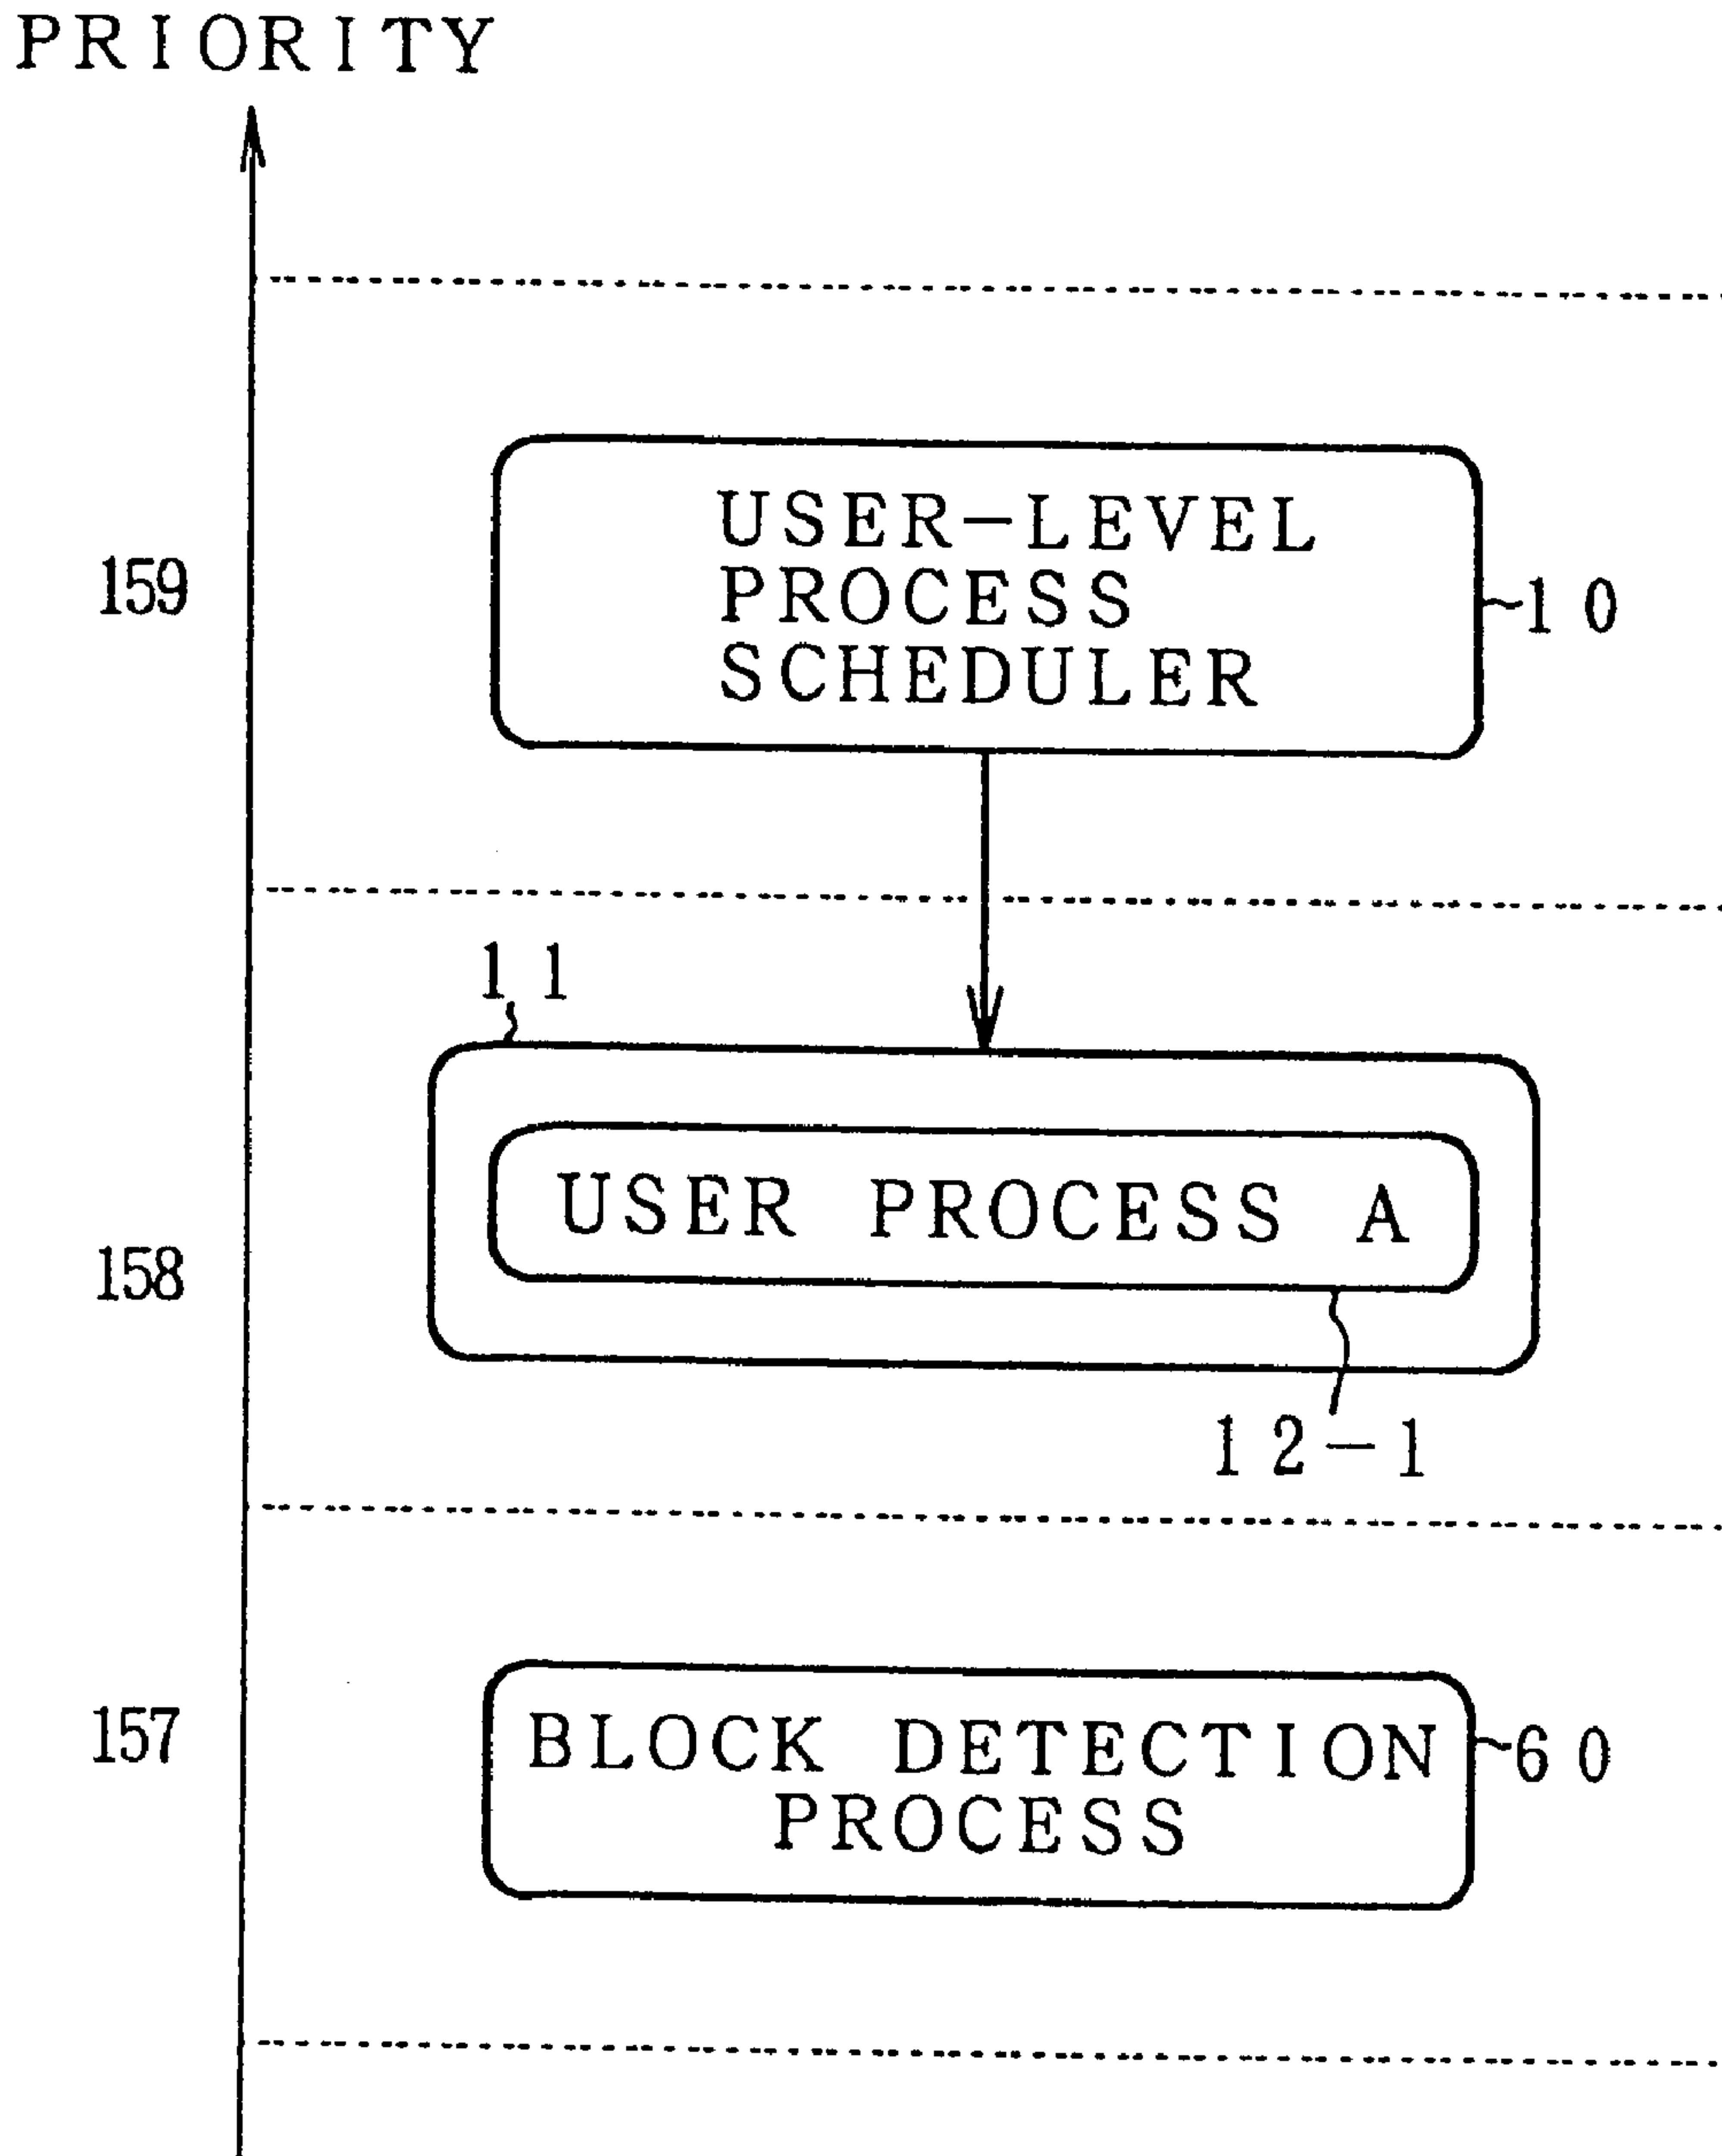 PRIORITY
USER-LEVEL
PROCESS
SCHEDULER
159
10
11
USER PROCESS A
158
12-1
BLOCK DETECTION
PROCESS
157
60